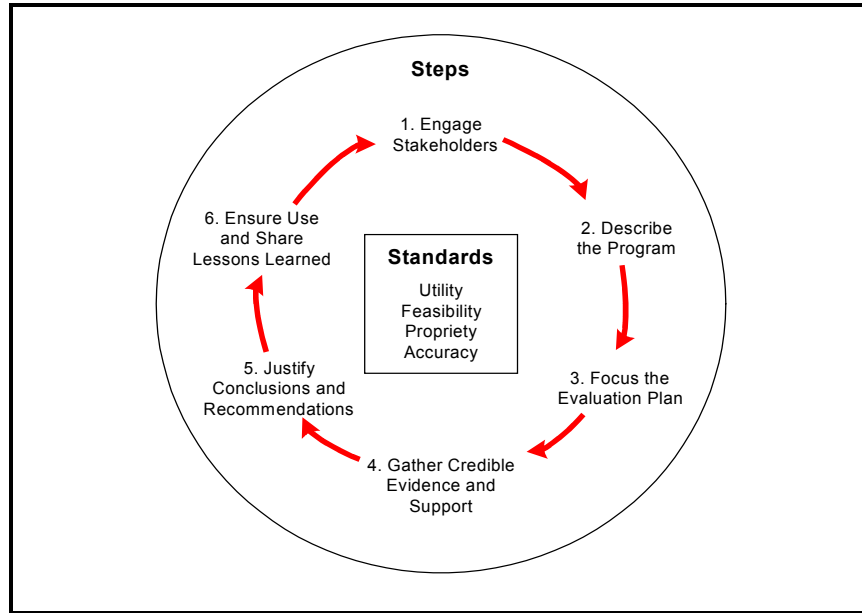 Steps
1. Engage
Stakeholders
2. Describe
the Program
3. Focus the
Evaluation Plan
4. Gather Credible
Evidence and
Support
5. Justify
Conclusions and
Recommendations
6. Ensure Use
and Share
Lessons Learned
Standards
Utility
Feasibility
Propriety
Accuracy